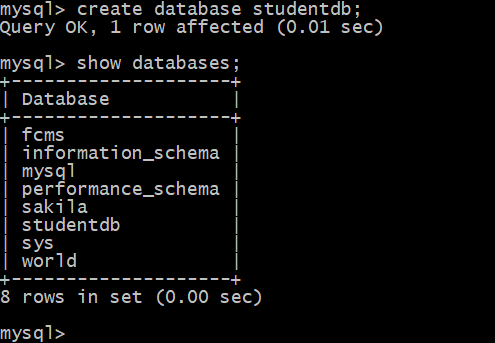 mysql> create database studentdb;
Query OK, 1 row affected (0.01 sec)
mysql> show databases;
+--------------------+
| Database           |
+--------------------+
| fcms               |
| information_schema |
| mysql              |
| performance_schema |
| sakila             |
| studentdb          |
| sys                |
| world              |
+--------------------+
8 rows in set (0.00 sec)
mysql>